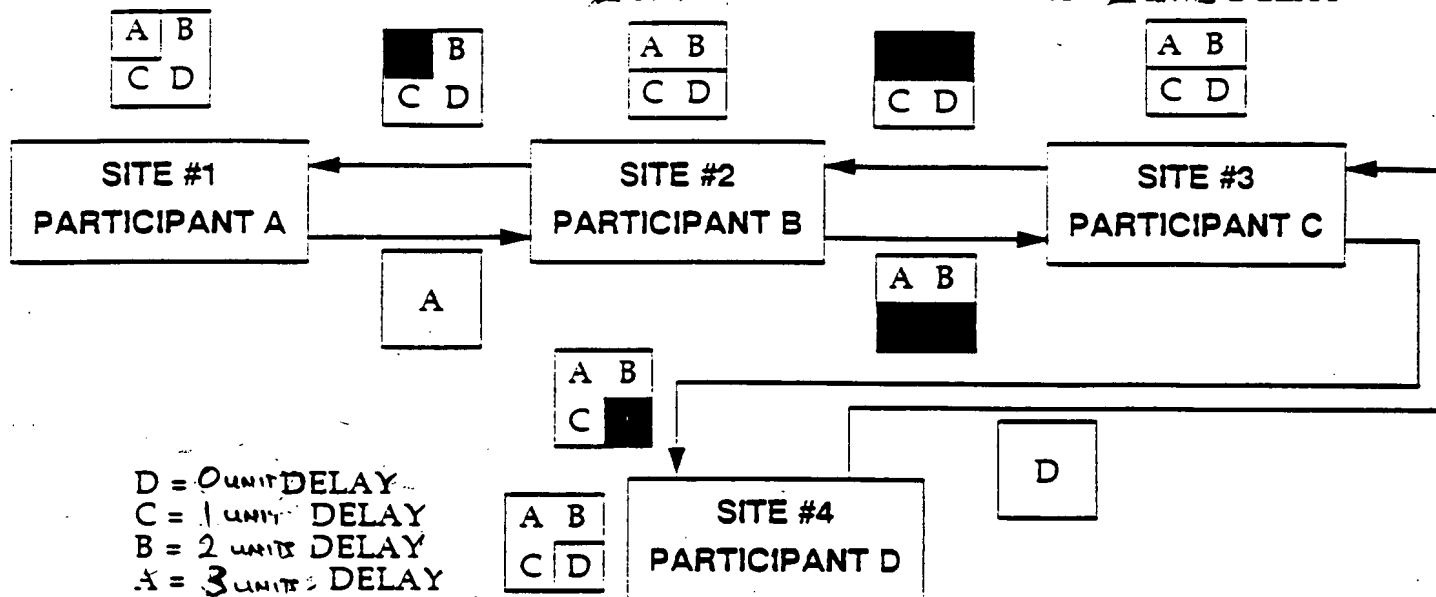 DELAY
A B
C D
B
C D
A B
C D
C D
A B
C D
SITE #1
PARTICIPANT A
SITE #2
PARTICIPANT B
SITE #3
PARTICIPANT C
A
A B
A B
C
D
D = 0 UNIT DELAY
C = 1 UNIT DELAY
B = 2 UNITS DELAY
A = 3 UNITS DELAY
A B
C D
SITE #4
PARTICIPANT D